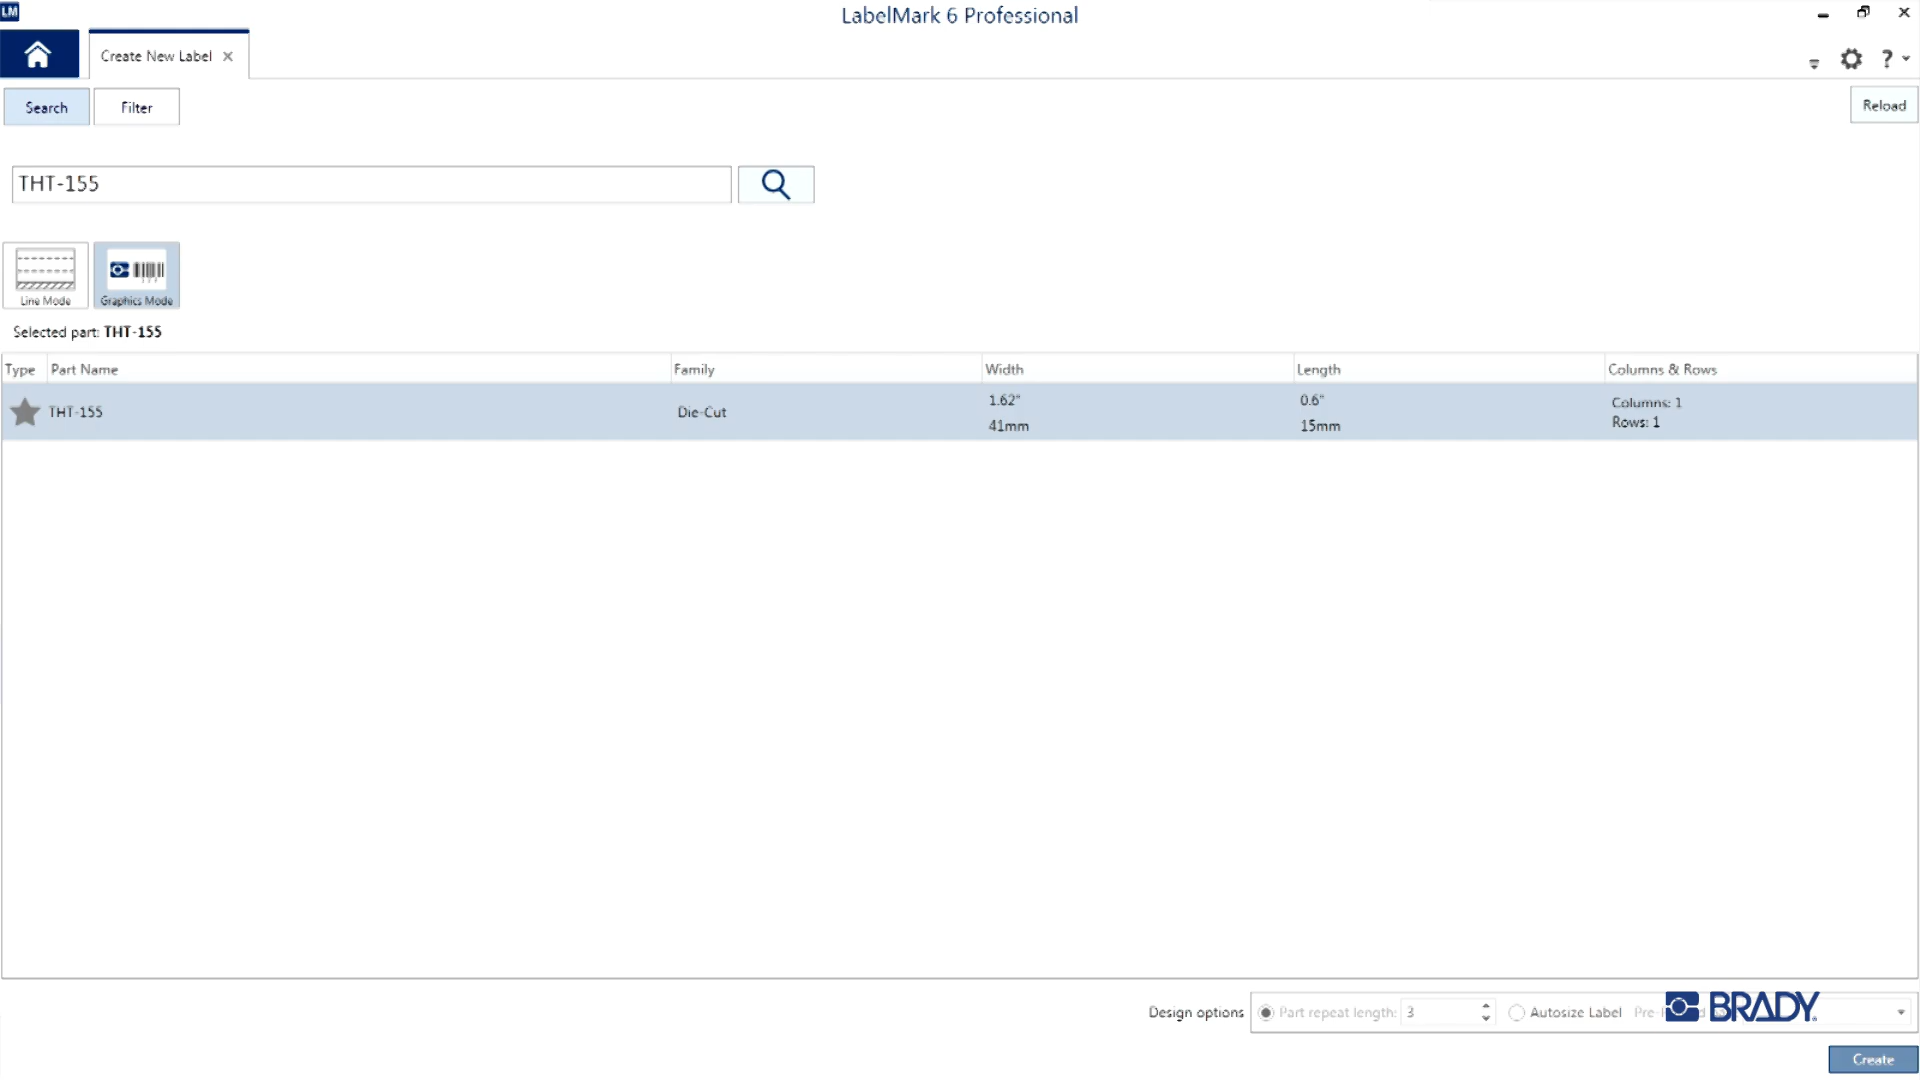 LM
LabelMark 6 Professional
Create New Label
?
Search
Filter
Reload
THT-155
Line Mode
Graphics Mode
Selected part: THT-155
Type
Part Name
Family
Width
Length
Columns & Rows
THT-155
Die-Cut
1.62"
41mm
0.6"
15mm
Columns: 1
Rows: 1
Design options
Part repeat length: 3
Autosize Label
BRADY
Create